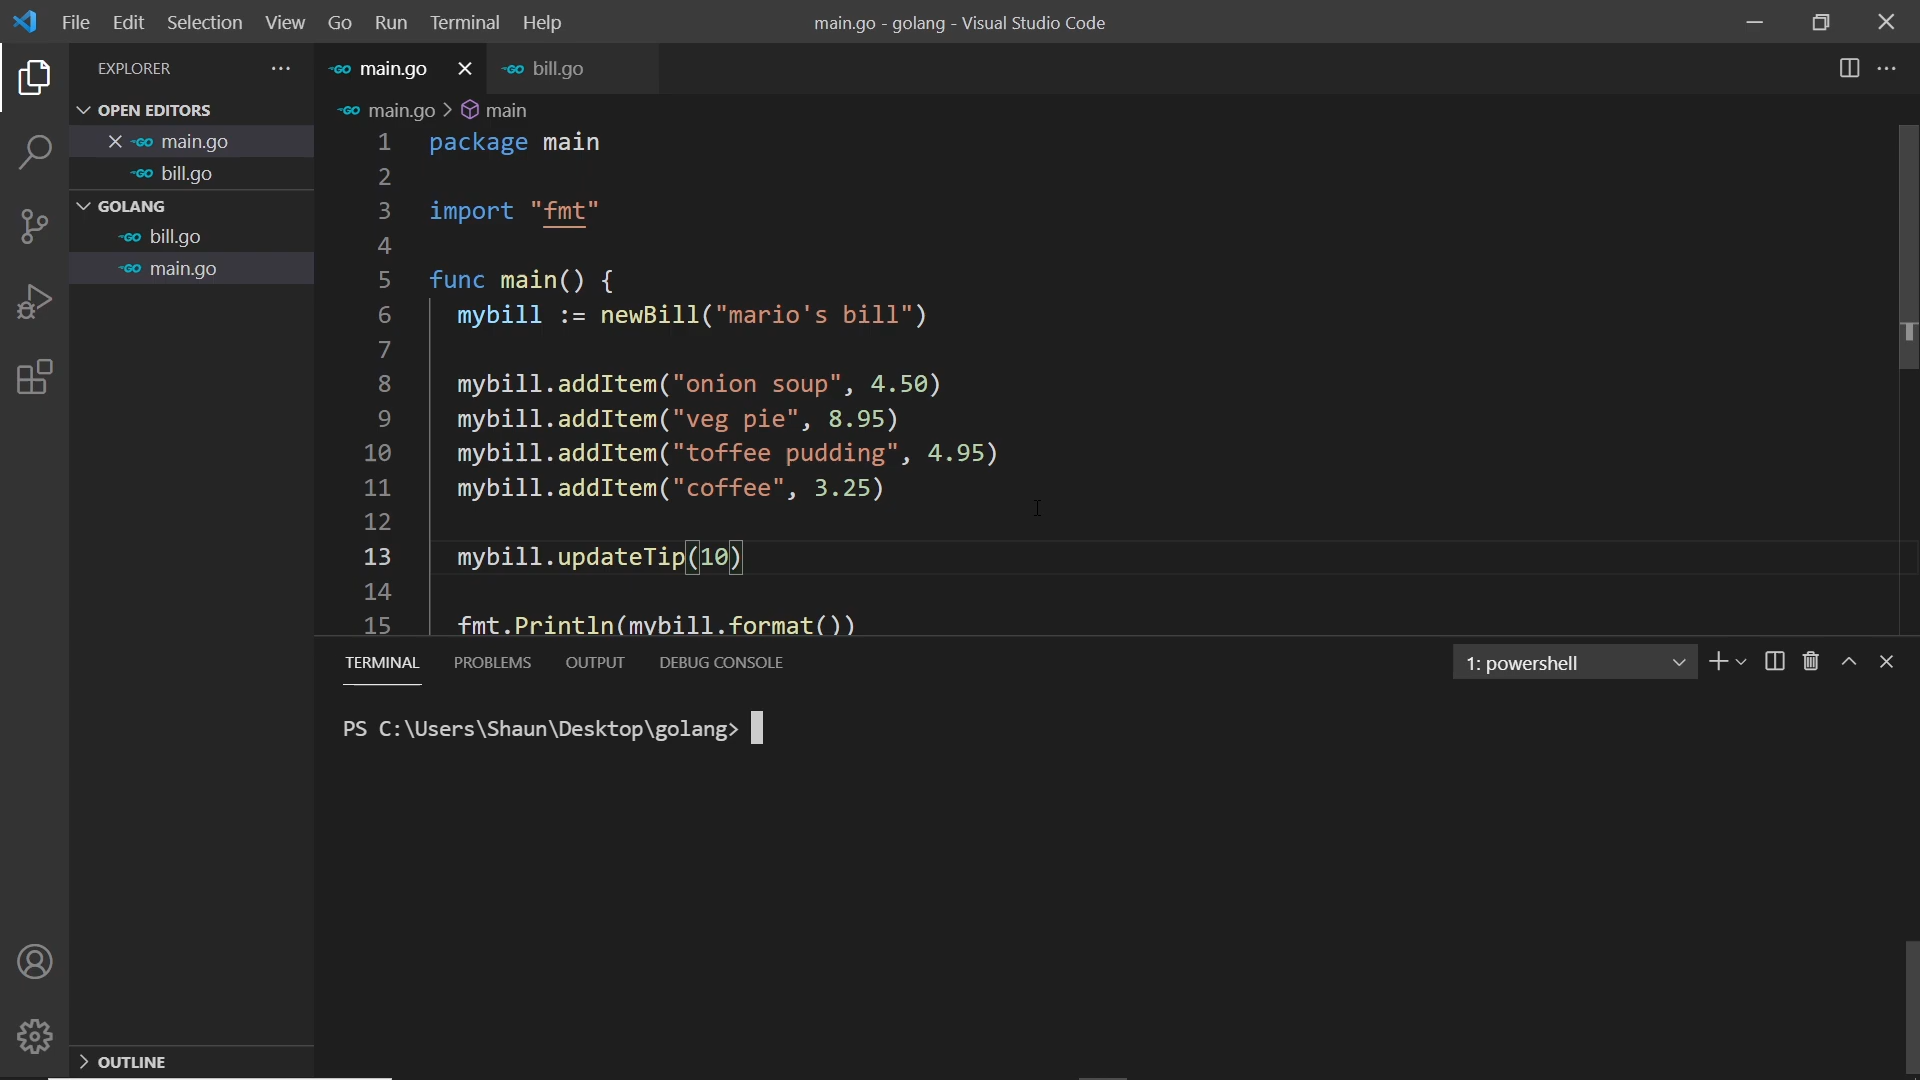 File Edit Selection View Go Run Terminal Help
main.go - golang - Visual Studio Code
EXPLORER
OPEN EDITORS
main.go
bill.go
GOLANG
bill.go
main.go
OUTLINE
main.go
bill.go
main.go > main
1 package main
2
3 import "fmt"
4
5 func main() {
6 mybill := newBill("mario's bill")
7
8 mybill.addItem("onion soup", 4.50)
9 mybill.addItem("veg pie", 8.95)
10 mybill.addItem("toffee pudding", 4.95)
11 mybill.addItem("coffee", 3.25)
12
13 mybill.updateTip(10)
14
15 fmt.Println(mybill.format())
TERMINAL PROBLEMS OUTPUT DEBUG CONSOLE
1: powershell
PS C:\Users\Shaun\Desktop\golang>